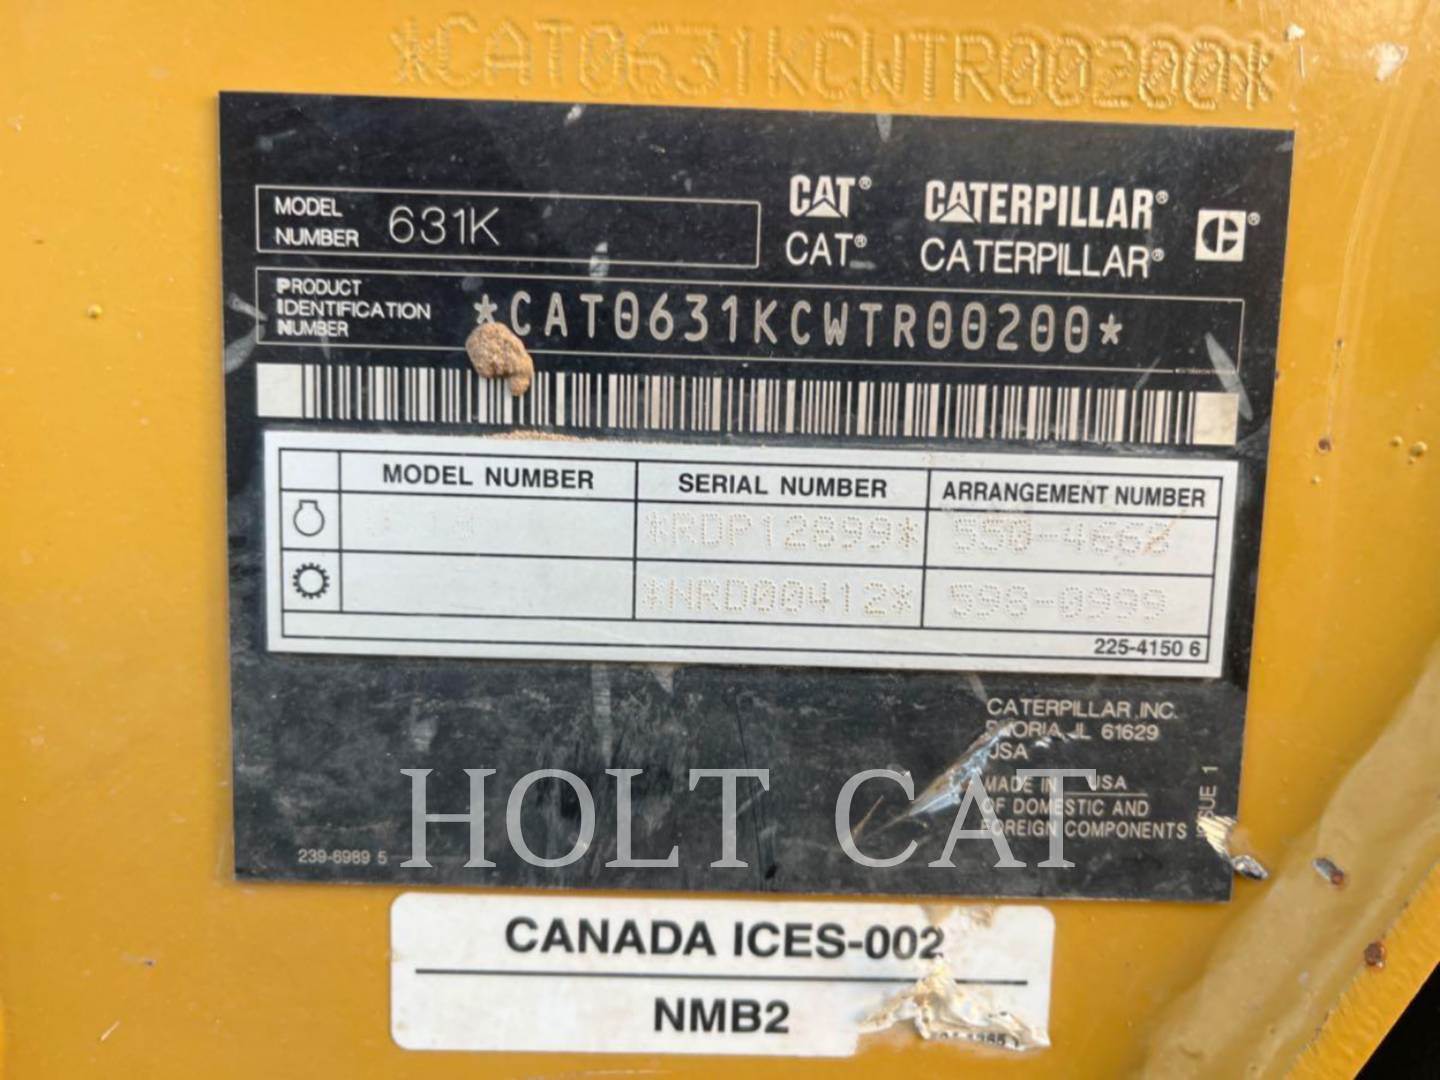 *CAT0631KCWTR00200*
CAT® CATERPILLAR®
MODEL NUMBER 631K
CAT® CATERPILLAR®
PRODUCT IDENTIFICATION NUMBER *CAT0631KCWTR00200*
MODEL NUMBER SERIAL NUMBER ARRANGEMENT NUMBER
*RDP12899* 550-4668
*NRD00412* 598-0999
225-4150 6
CATERPILLAR INC.
PEORIA, IL 61629
USA
MADE IN USA
OF DOMESTIC AND
FOREIGN COMPONENTS
ISSUE 1
239-6989 5
HOLT CAT
CANADA ICES-002
NMB2